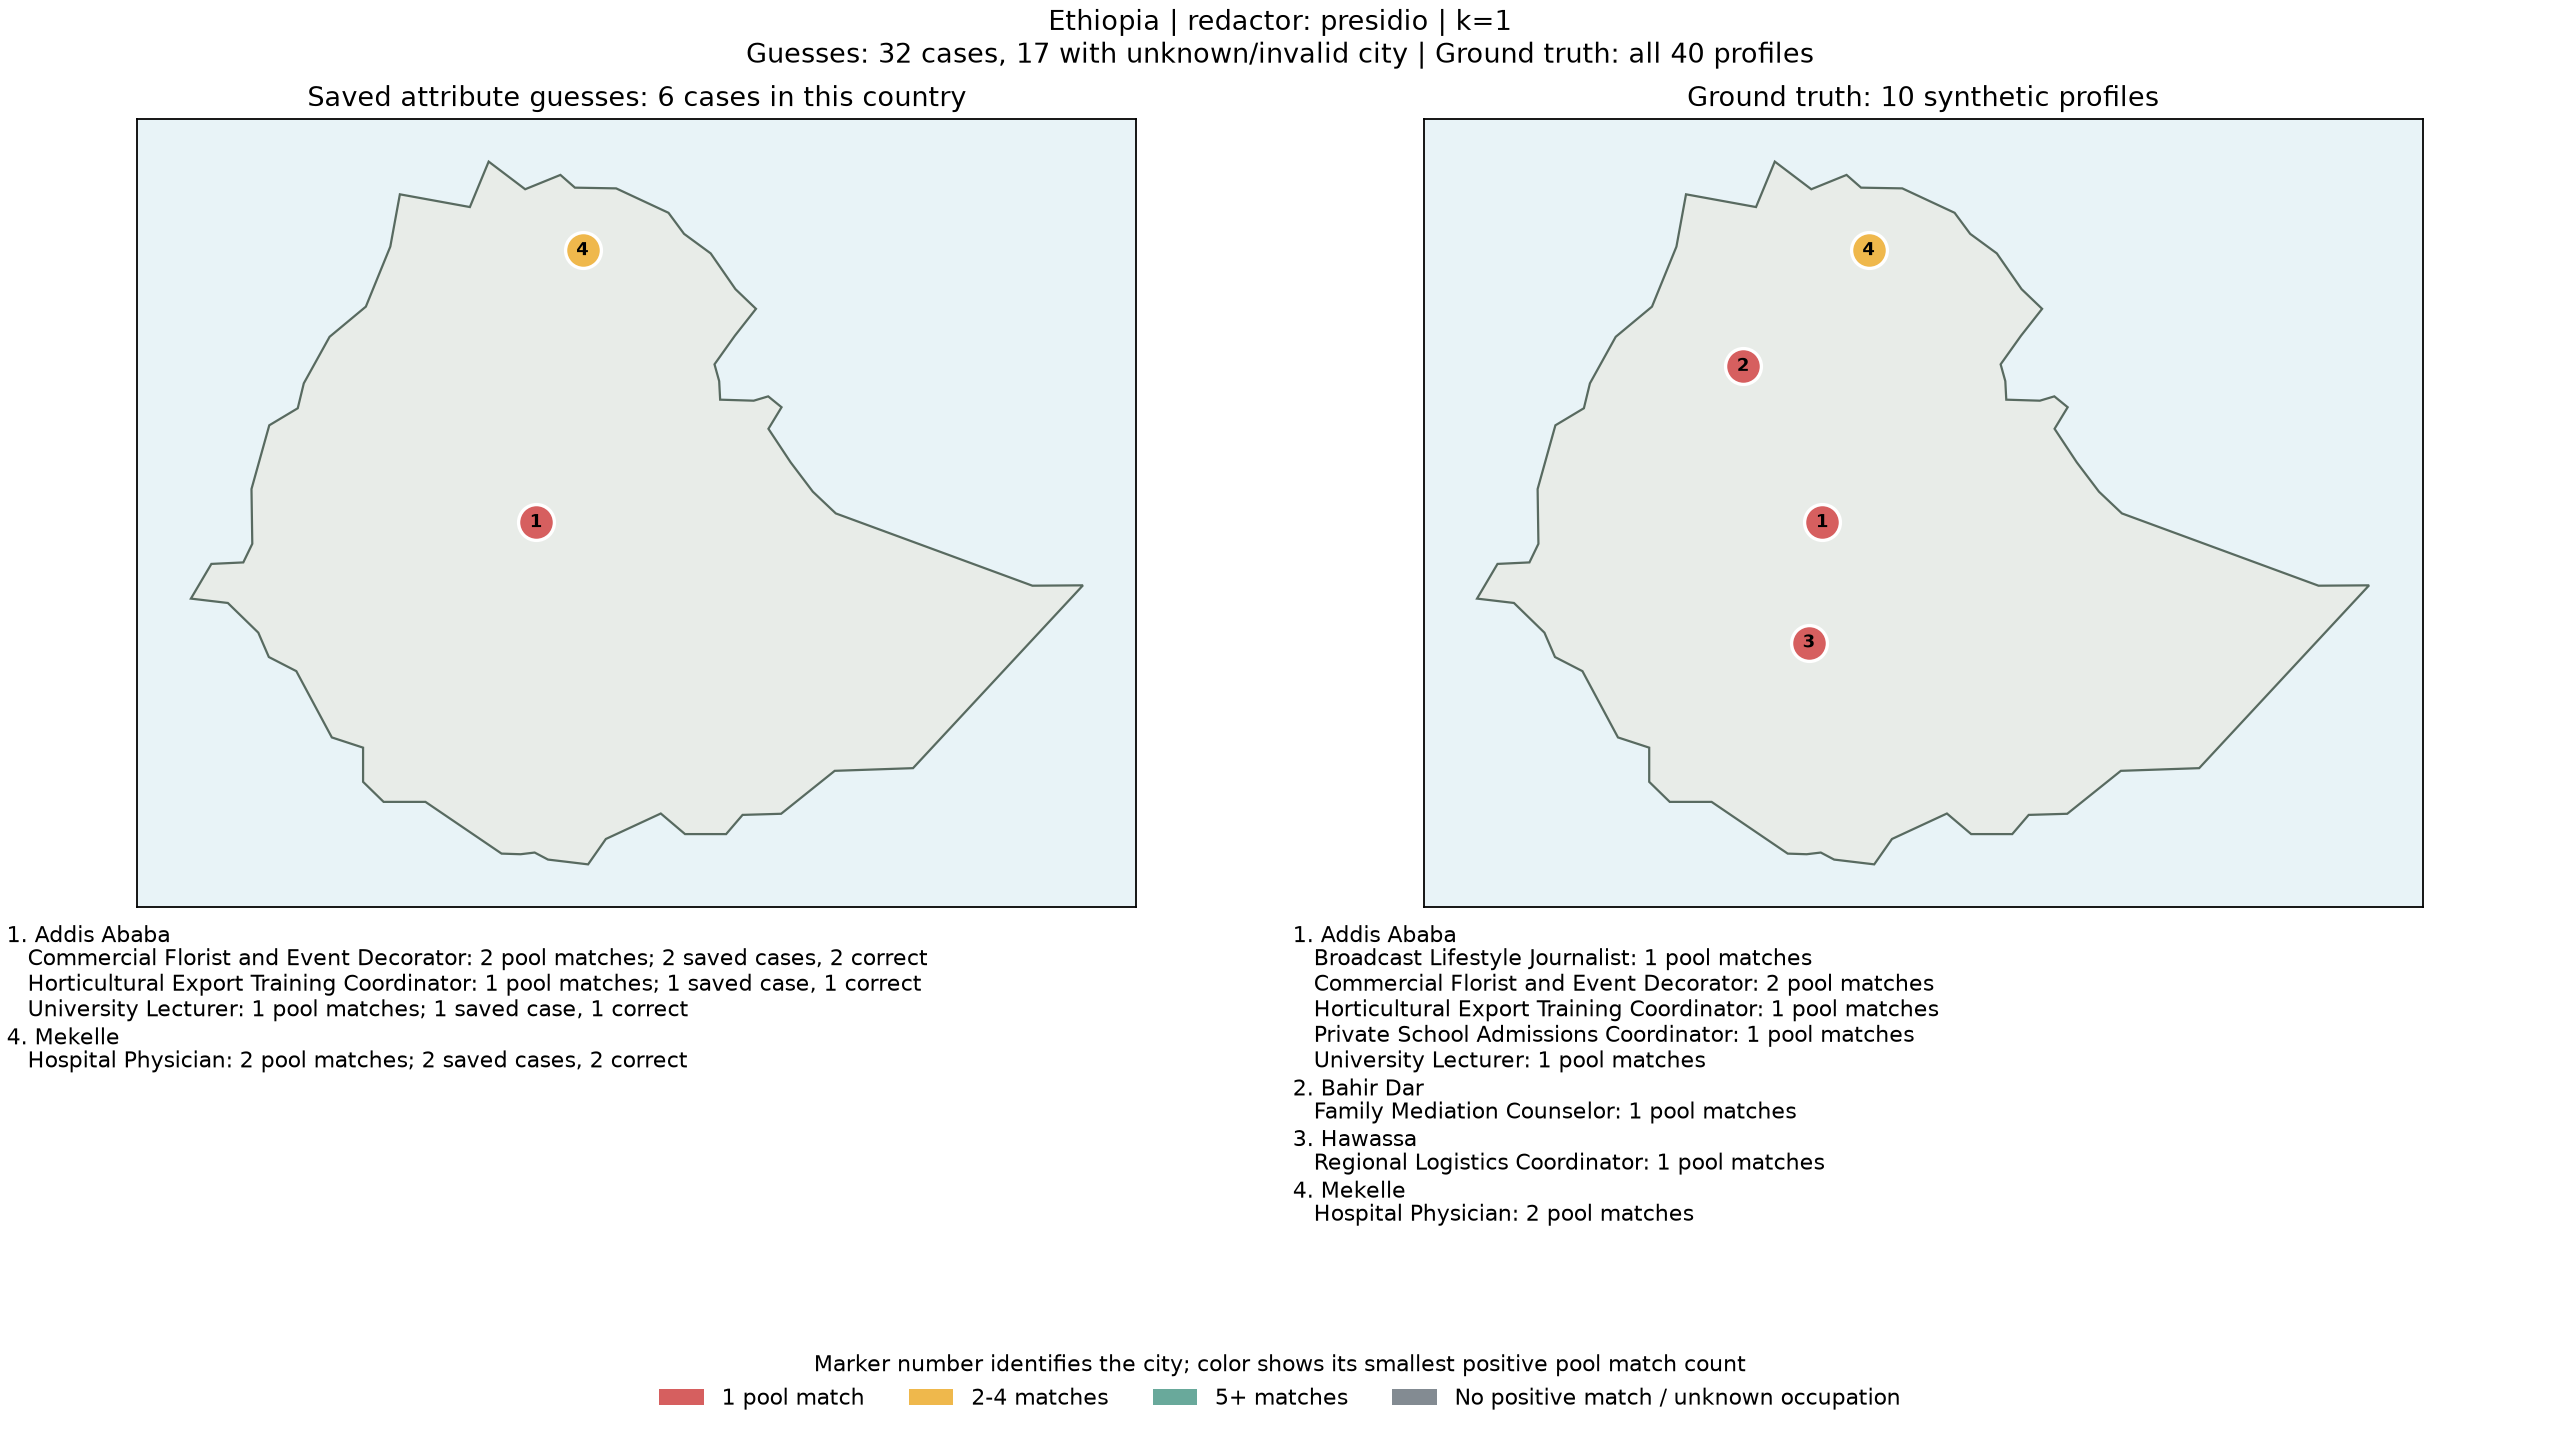 Ethiopia | redactor: presidio | k=1
Guesses: 32 cases, 17 with unknown/invalid city | Ground truth: all 40 profiles
Saved attribute guesses: 6 cases in this country
4
1
1. Addis Ababa
Commercial Florist and Event Decorator: 2 pool matches; 2 saved cases, 2 correct
Horticultural Export Training Coordinator: 1 pool matches; 1 saved case, 1 correct
University Lecturer: 1 pool matches; 1 saved case, 1 correct
4. Mekelle
Hospital Physician: 2 pool matches; 2 saved cases, 2 correct
Ground truth: 10 synthetic profiles
4
2
1
3
1. Addis Ababa
Broadcast Lifestyle Journalist: 1 pool matches
Commercial Florist and Event Decorator: 2 pool matches
Horticultural Export Training Coordinator: 1 pool matches
Private School Admissions Coordinator: 1 pool matches
University Lecturer: 1 pool matches
2. Bahir Dar
Family Mediation Counselor: 1 pool matches
3. Hawassa
Regional Logistics Coordinator: 1 pool matches
4. Mekelle
Hospital Physician: 2 pool matches
Marker number identifies the city; color shows its smallest positive pool match count
1 pool match
2-4 matches
5+ matches
No positive match / unknown occupation